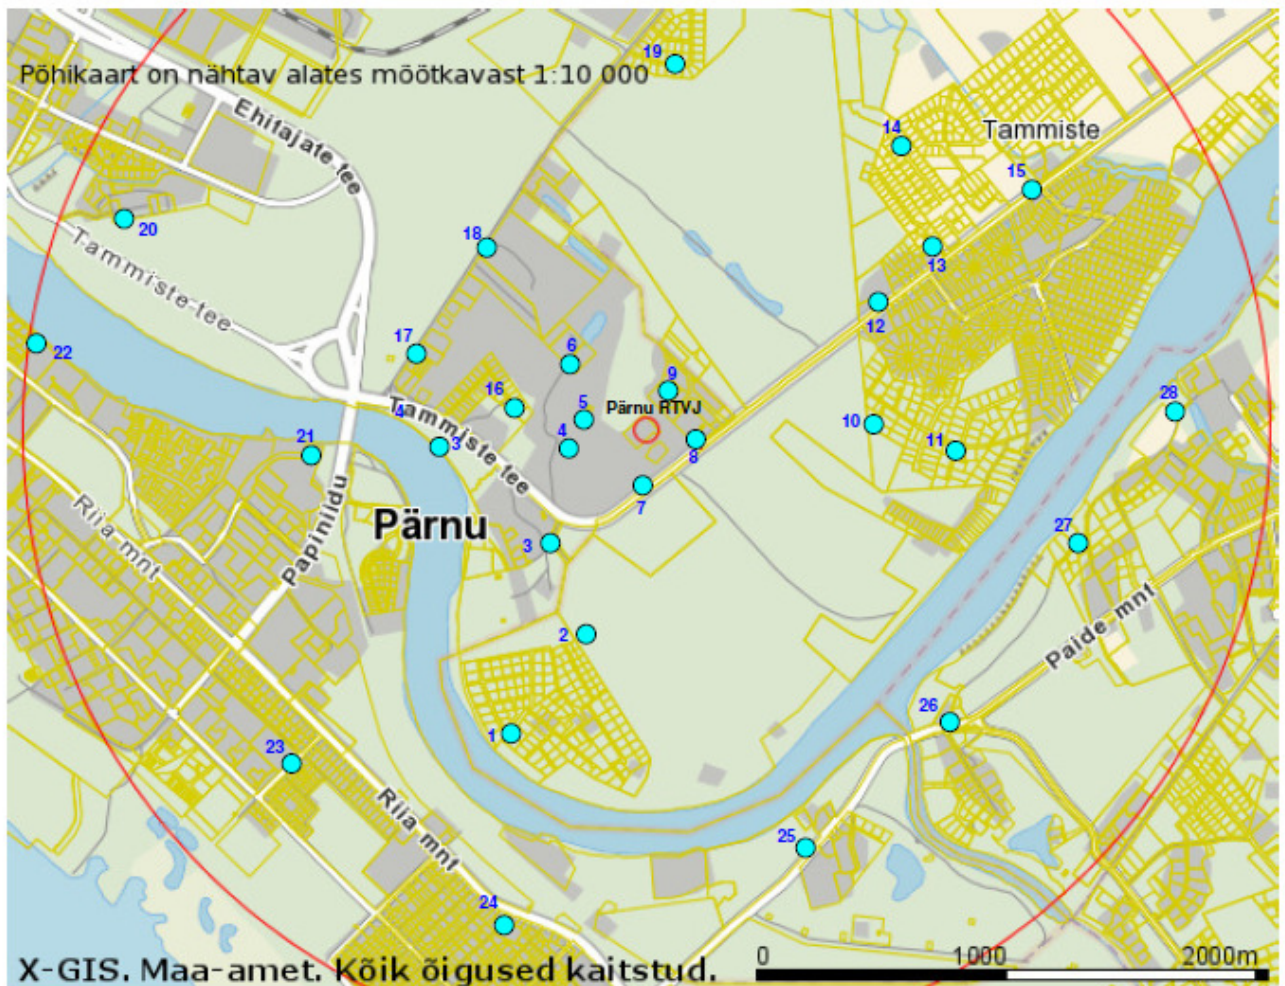 19
Põhikaart on nähtav alates mõõtkavast 1:10 000
Ehitajate tee
14
Tammiste
15
20
18
13
Tammiste tee
12
17
22
6
9
28
16
Pärnu RTVJ
4
Tammiste tee
5
10
3
4
11
21
8
7
Riia mnt
Pärnu
Papiniidu
3
27
2
Paide mnt
26
1
23
Riia mnt
25
24
0
1000
2000m
X-GIS. Maa-amet. Kõik õigused kaitstud.